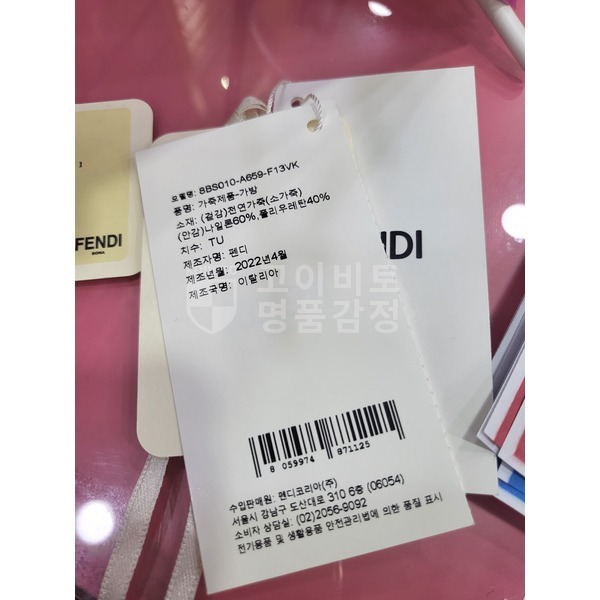 모델명: 8BS010-A659-F13VK
품명: 가죽제품-가방
소재: (겉감)천연가죽(소가죽)
(안감)나일론60%,폴리우레탄40%
치수: TU
제조자명: 펜디
제조년월: 2022년4월
제조국명: 이탈리아
8 059974 871125
수입판매원: 펜디코리아(주)
서울시 강남구 도산대로 310 6층 (06054)
소비자 상담실: (02)2056-9092
전기용품 및 생활용품 안전관리법에 의한 품질 표시
FENDI
ROMA
NDI
고이비토
명품감정